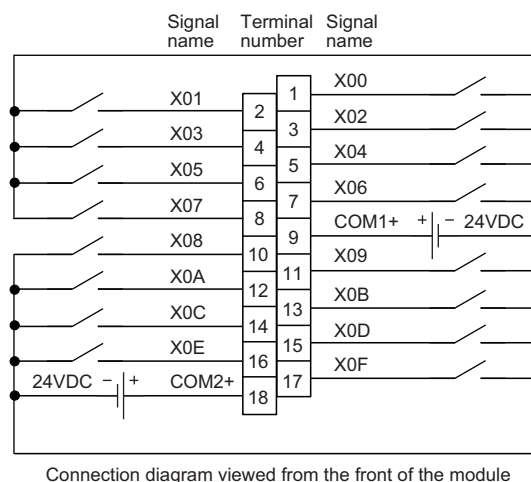 Signal name Terminal number Signal name
1 X00
X01 2
3 X02
X03 4
5 X04
X05 6
7 X06
X07 8
9 COM1+ + − 24VDC
X08 10
11 X09
X0A 12
13 X0B
X0C 14
15 X0D
X0E 16
17 X0F
24VDC − + COM2+ 18
Connection diagram viewed from the front of the module